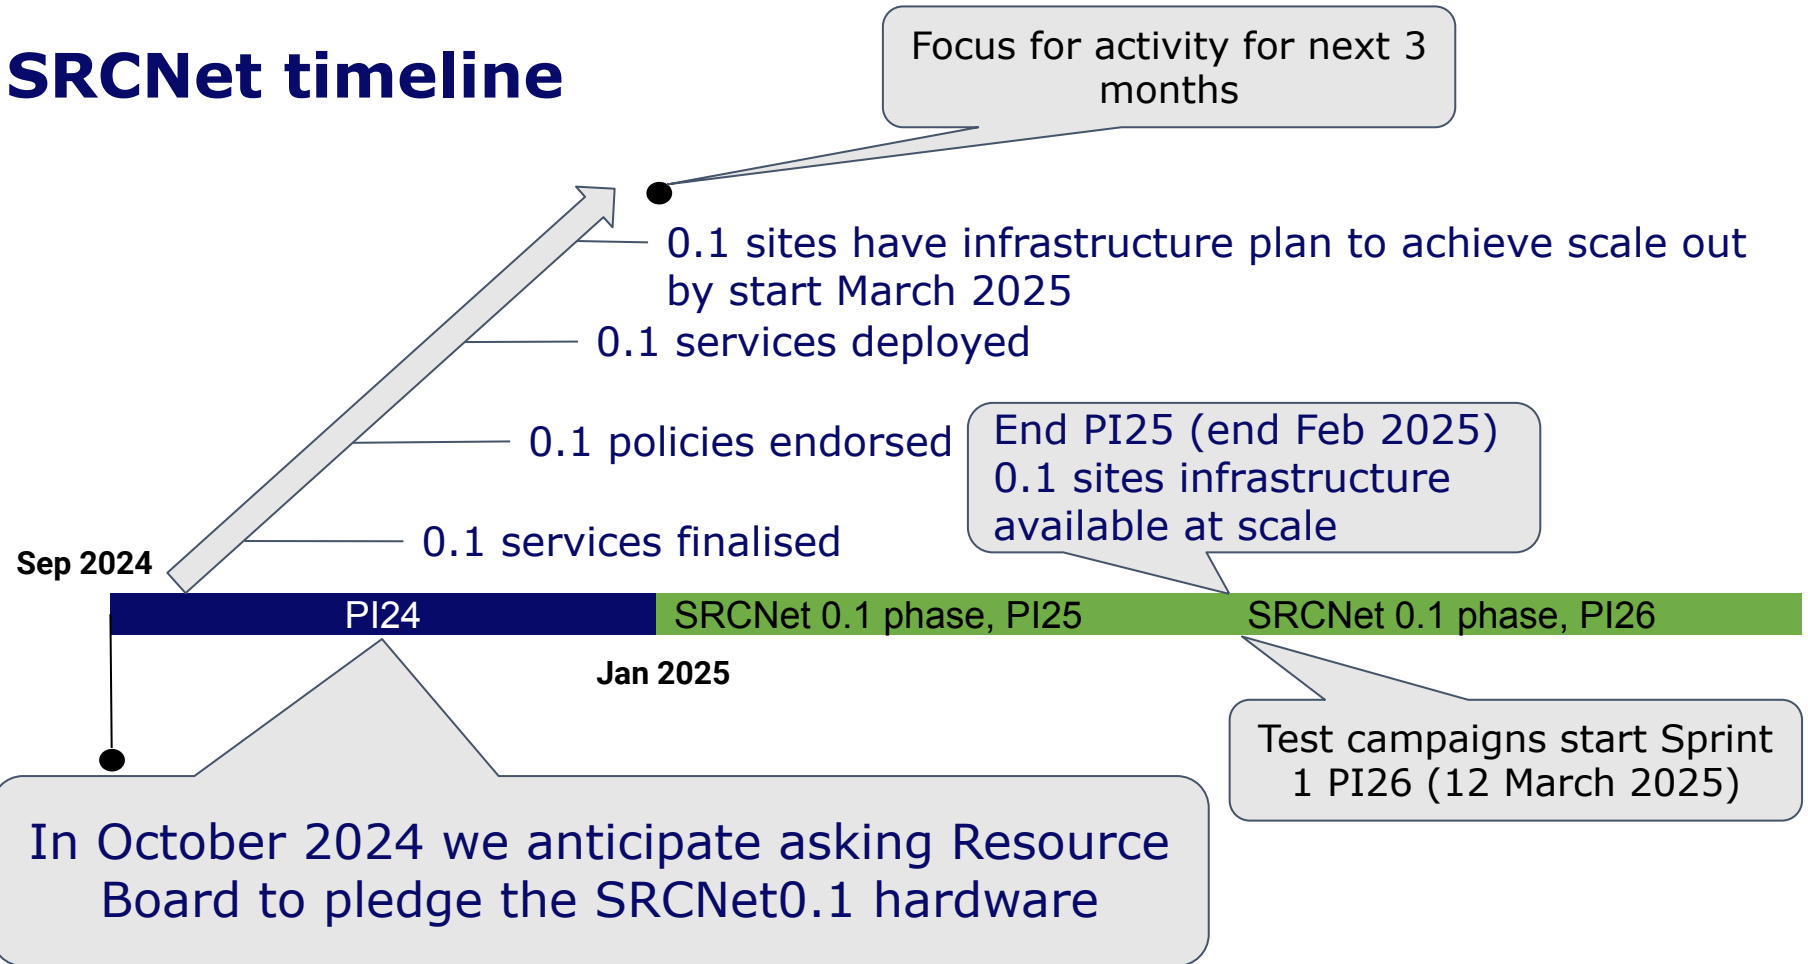 SRCNet timeline
Focus for activity for next 3
months
0.1 sites have infrastructure plan to achieve scale out
by start March 2025
0.1 services deployed
0.1 policies endorsed
End PI25 (end Feb 2025)
0.1 sites infrastructure
available at scale
0.1 services finalised
Sep 2024
PI24
SRCNet 0.1 phase, PI25
SRCNet 0.1 phase, PI26
Jan 2025
Test campaigns start Sprint
1 PI26 (12 March 2025)
In October 2024 we anticipate asking Resource
Board to pledge the SRCNet0.1 hardware